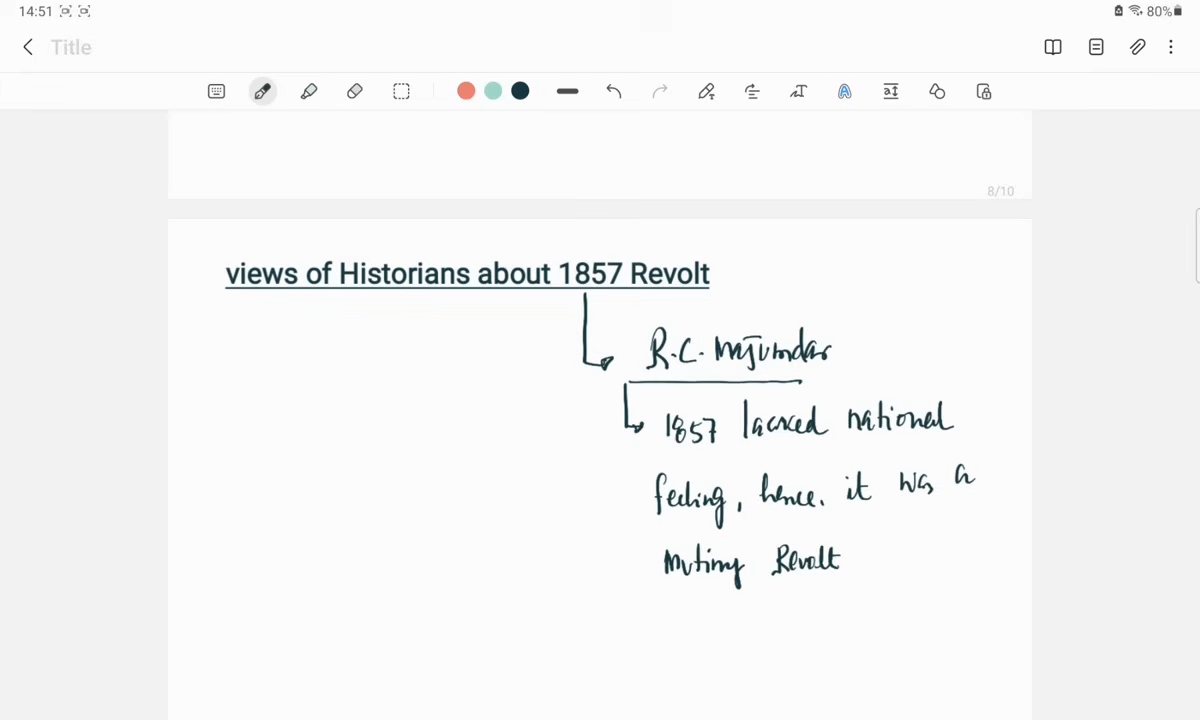 14:51
80%
Title
8/10
views of Historians about 1857 Revolt
R.C. Majumdar
1857 lacked national
feeling, hence. it was a
Mutiny Revolt